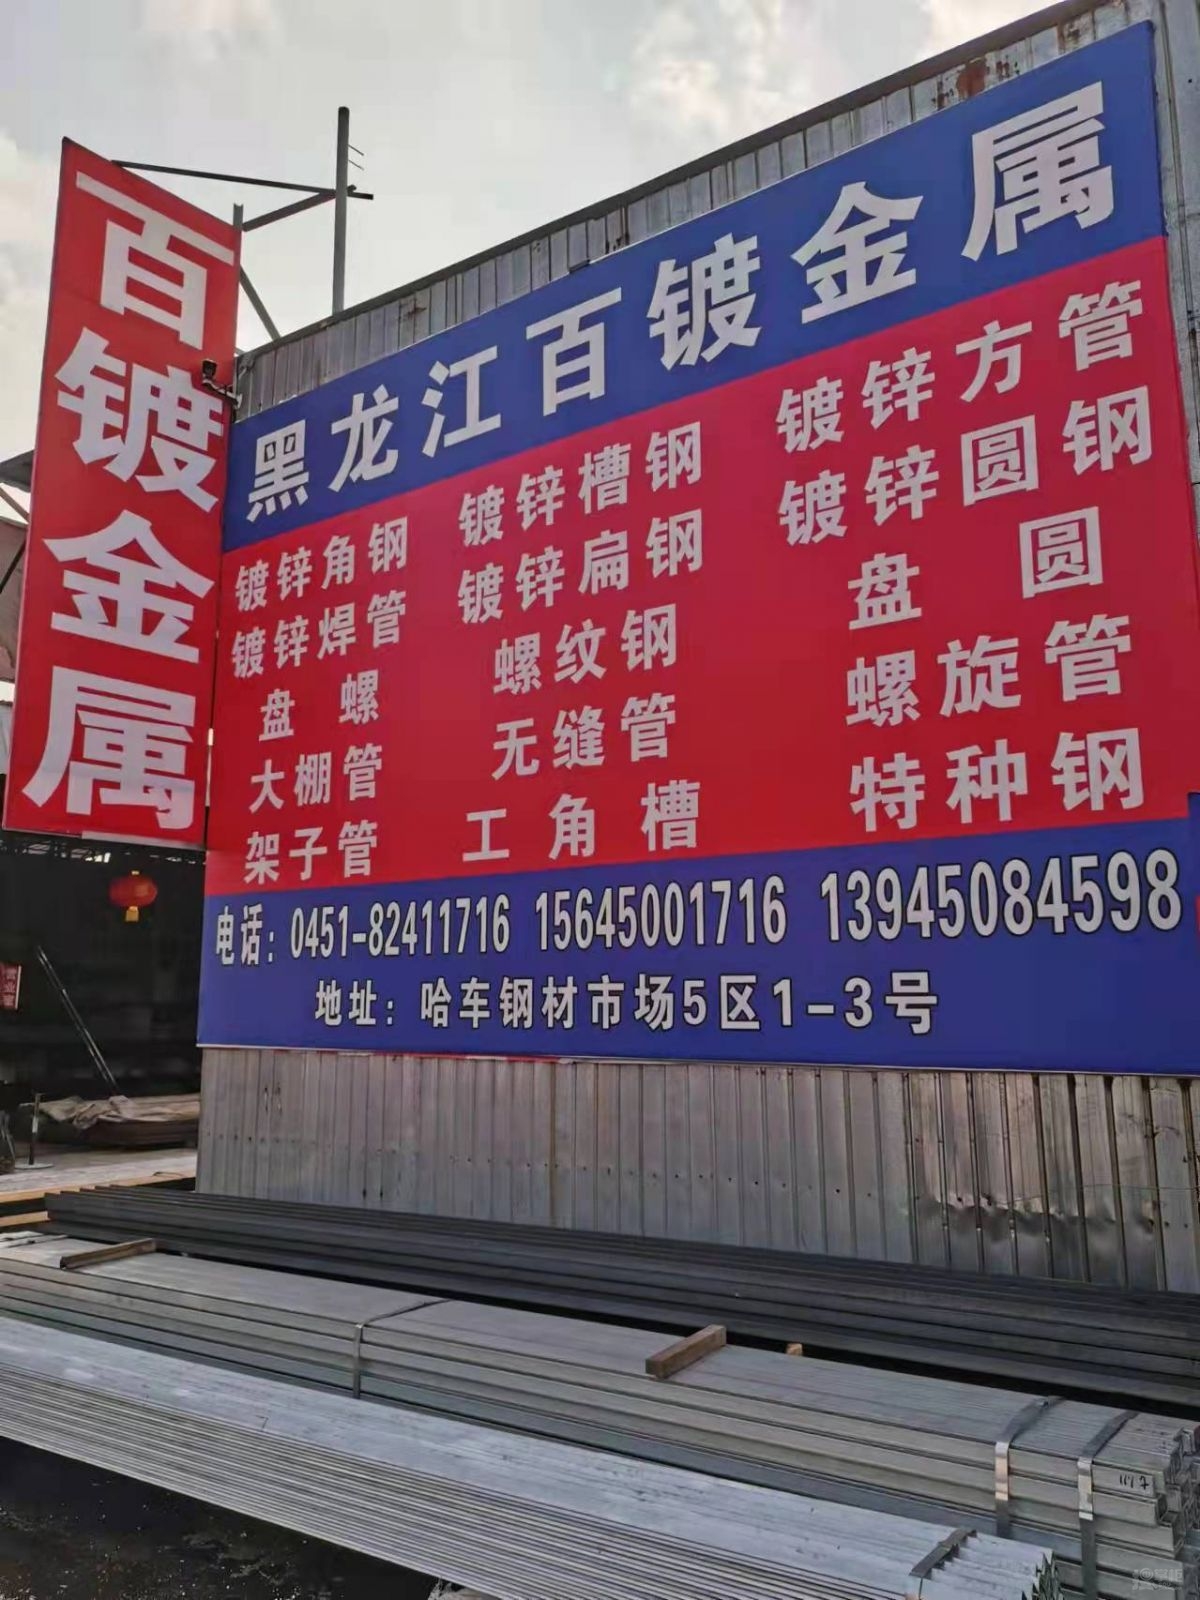 百镀金属
黑龙江百镀金属
镀锌角钢 镀锌槽钢 镀锌方管
镀锌焊管 镀锌扁钢 镀锌圆钢
盘螺 螺纹钢 盘圆
大棚管 无缝管 螺旋管
架子管 工角槽 特种钢
电话：0451-82411716 15645001716 13945084598
地址：哈车钢材市场5区1-3号